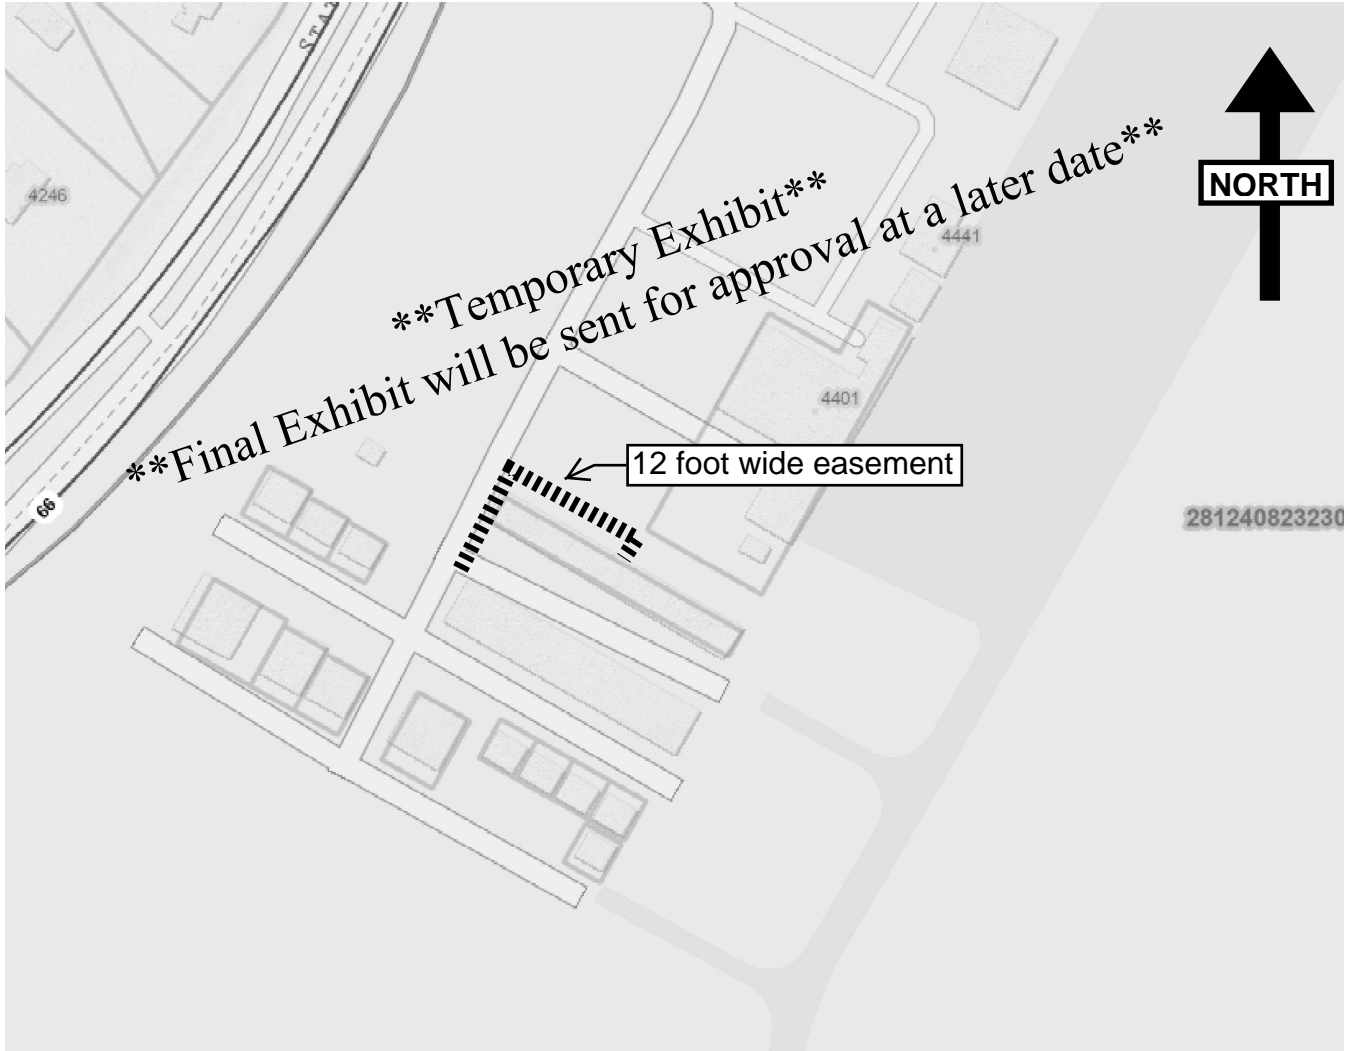 STAT
4246
NORTH
**Temporary Exhibit**
**Final Exhibit will be sent for approval at a later date**
4441
4401
12 foot wide easement
66
281240823230